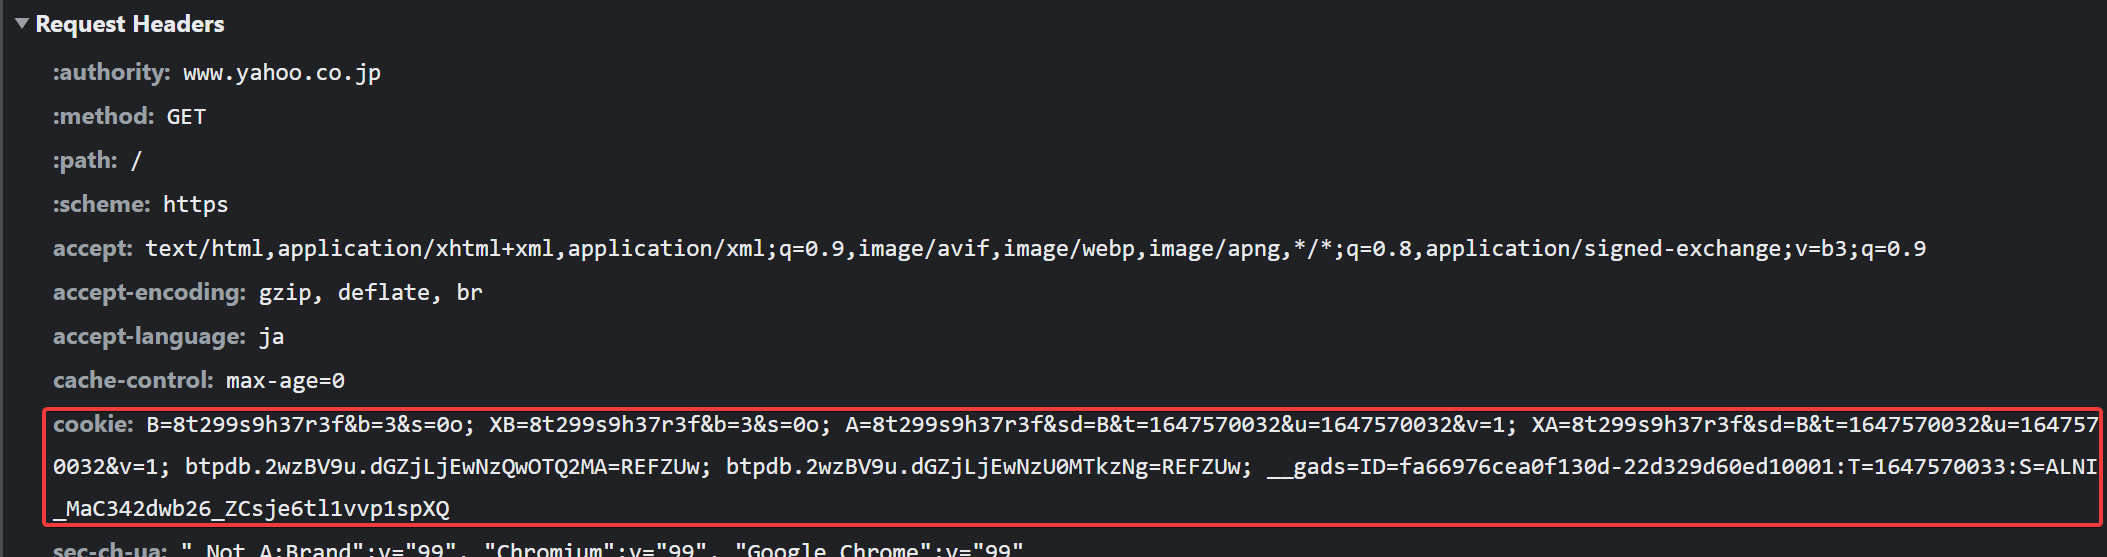 Request Headers
:authority: www.yahoo.co.jp
:method: GET
:path: /
:scheme: https
accept: text/html,application/xhtml+xml,application/xml;q=0.9,image/avif,image/webp,image/apng,*/*;q=0.8,application/signed-exchange;v=b3;q=0.9
accept-encoding: gzip, deflate, br
accept-language: ja
cache-control: max-age=0
cookie: B=8t299s9h37r3f&b=3&s=0o; XB=8t299s9h37r3f&b=3&s=0o; A=8t299s9h37r3f&sd=B&t=1647570032&u=1647570032&v=1; XA=8t299s9h37r3f&sd=B&t=1647570032&u=164757
0032&v=1; btpdb.2wzBV9u.dGZjLjEwNzQwOTQ2MA=REFZUw; btpdb.2wzBV9u.dGZjLjEwNzU0MTkzNg=REFZUw; __gads=ID=fa66976cea0f130d-22d329d60ed10001:T=1647570033:S=ALNI
_MaC342dwb26_ZCsje6tl1vvp1spXQ
sec-ch-ua: " Not A;Brand";v="99", "Chromium";v="99", "Google Chrome";v="99"